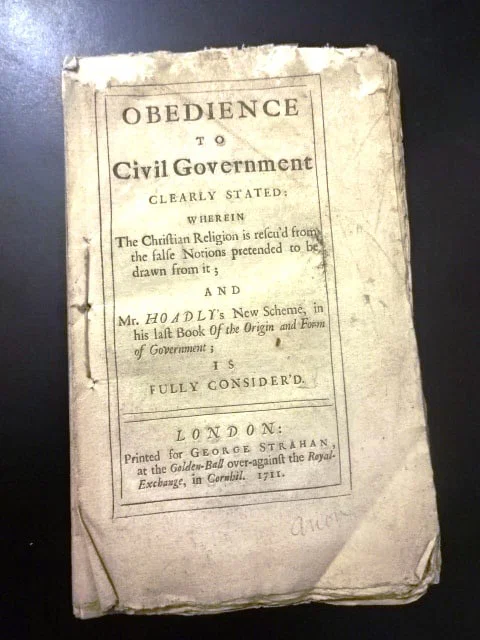 OBEDIENCE
TO
Civil Government
CLEARLY STATED:
WHEREIN
The Chriſtian Religion is reſcu'd from
the falſe Notions pretended to be
drawn from it;
AND
Mr. HOADLY's New Scheme, in
his laſt Book Of the Origin and Form
of Government;
IS
FULLY CONSIDER'D.
LONDON:
Printed for GEORGE STRAHAN,
at the Golden-Ball over-againſt the Royal-
Exchange, in Cornhil. 1711.
anon